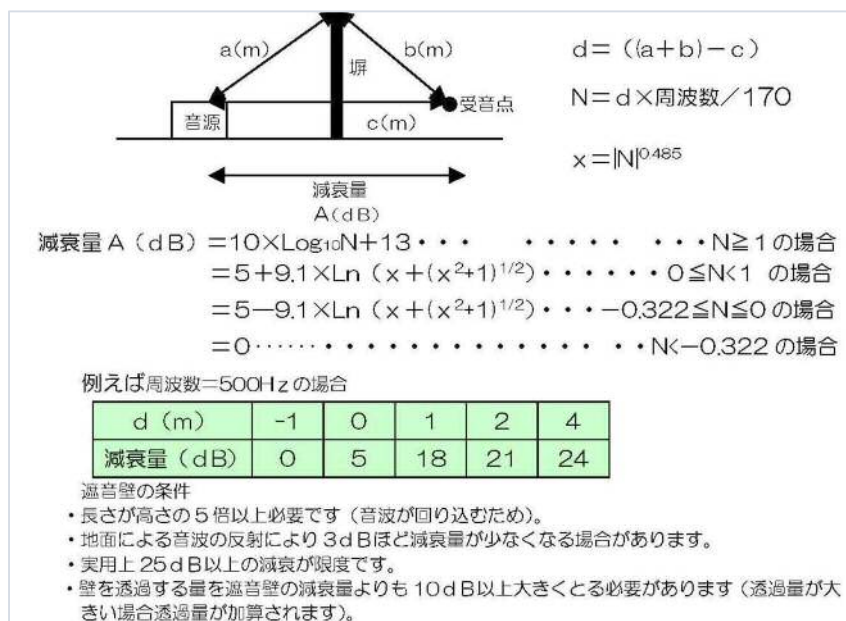 a(m)
b(m)
塀
音源
受音点
c(m)
減衰量
A(dB)
d=((a+b)-c)
N=d×周波数/170
x=|N|^0.485
減衰量A(dB)=10×Log₁₀N+13・・・ ・・・・・ ・・・N≧1の場合
=5+9.1×Ln(x+(x²+1)^1/2)・・・・・・0≦N<1 の場合
=5-9.1×Ln(x+(x²+1)^1/2)・・・-0.322≦N≦0の場合
=0‥‥‥・・・・・・・・・・・・・ ・・N<-0.322の場合
例えば周波数=500Hzの場合
d(m) -1 0 1 2 4
減衰量(dB) 0 5 18 21 24
遮音壁の条件
・長さが高さの5倍以上必要です(音波が回り込むため)。
・地面による音波の反射により3dBほど減衰量が少なくなる場合があります。
・実用上25dB以上の減衰が限度です。
・壁を透過する量を遮音壁の減衰量よりも10dB以上大きくとる必要があります(透過量が大
きい場合透過量が加算されます)。